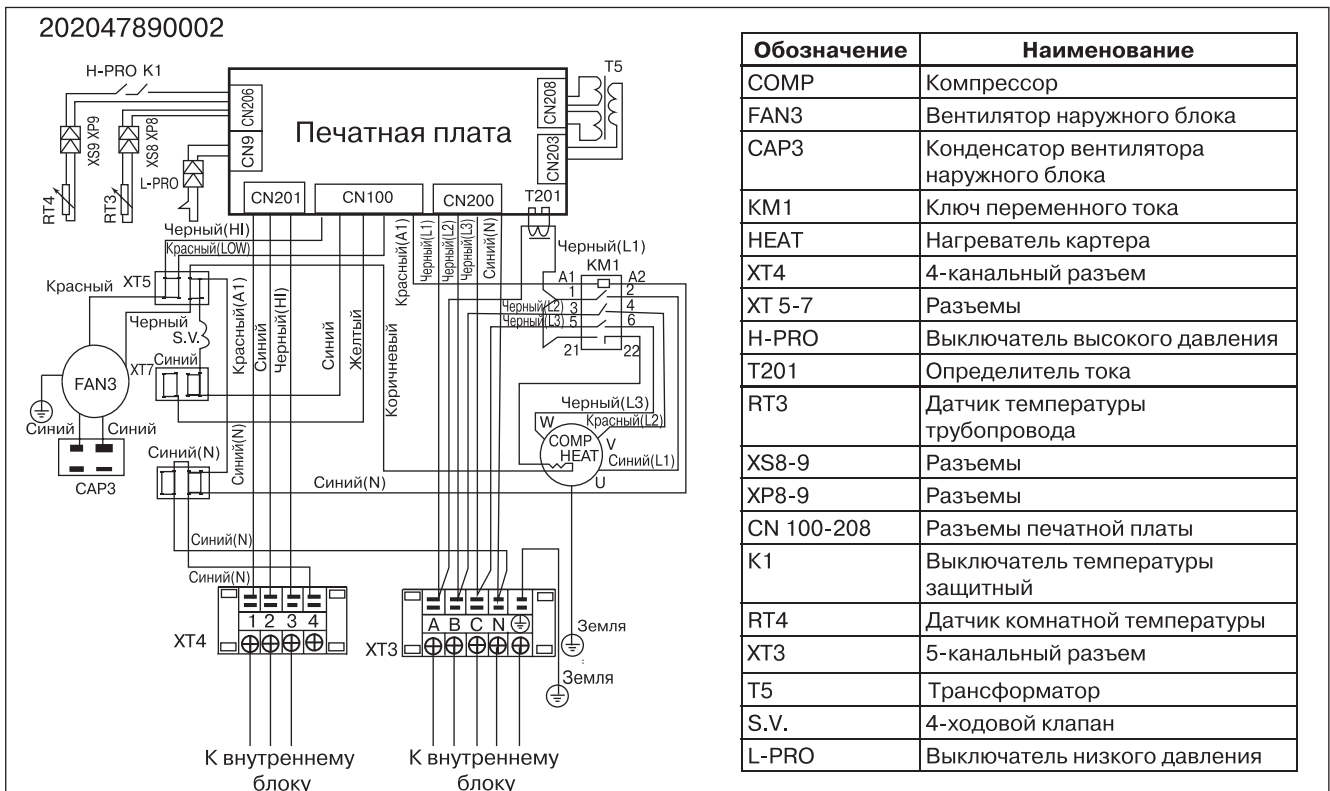 202047890002
H-PRO K1
T5
CN206
CN208
XS9 XP9
XS8 XP8
Печатная плата
CN9
CN203
L-PRO
RT4
RT3
CN201
CN100
CN200
T201
Черный(HI)
Красный(LOW)
Красный(A1)
Черный(L1)
Черный(L2)
Черный(L3)
Синий(N)
Черный(L1)
KM1
A1
A2
XT5
Красный
1
2
Черный(L2)
3
4
Черный(L3)
5
6
Черный
S.V.
21
22
Красный(A1)
Синий
Черный(HI)
Синий
Желтый
Коричневый
Синий
XT7
FAN3
Черный(L3)
Красный(L2)
W
COMP
V
HEAT
Синий(L1)
U
Синий
Синий
Синий(N)
Синий(N)
Синий(N)
CAP3
Синий(N)
Синий(N)
1 2 3 4
XT4
A B C N
XT3
Земля
Земля
К внутреннему
блоку
К внутреннему
блоку
Обозначение Наименование
COMP Компрессор
FAN3 Вентилятор наружного блока
CAP3 Конденсатор вентилятора
наружного блока
KM1 Ключ переменного тока
HEAT Нагреватель картера
XT4 4-канальный разъем
XT 5-7 Разъемы
H-PRO Выключатель высокого давления
T201 Определитель тока
RT3 Датчик температуры
трубопровода
XS8-9 Разъемы
XP8-9 Разъемы
CN 100-208 Разъемы печатной платы
K1 Выключатель температуры
защитный
RT4 Датчик комнатной температуры
XT3 5-канальный разъем
T5 Трансформатор
S.V. 4-ходовой клапан
L-PRO Выключатель низкого давления